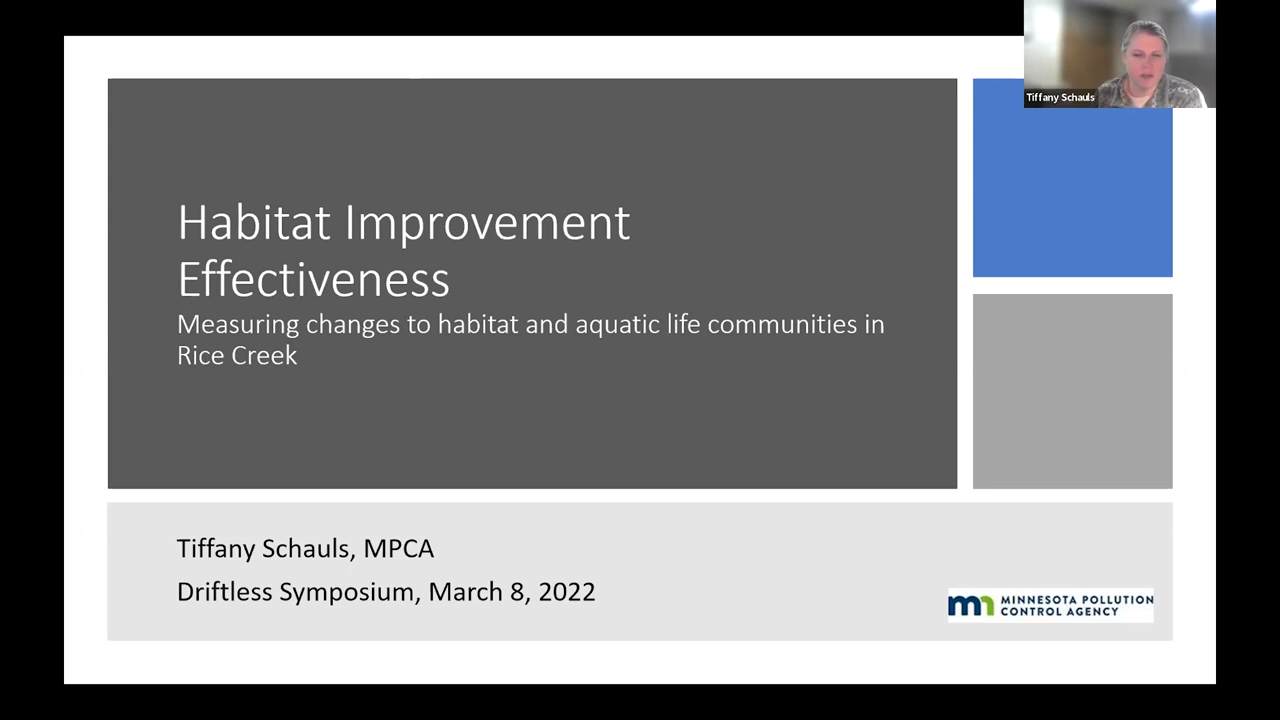 Tiffany Schauls
Habitat Improvement
Effectiveness
Measuring changes to habitat and aquatic life communities in
Rice Creek
Tiffany Schauls, MPCA
Driftless Symposium, March 8, 2022
mn MINNESOTA POLLUTION
CONTROL AGENCY